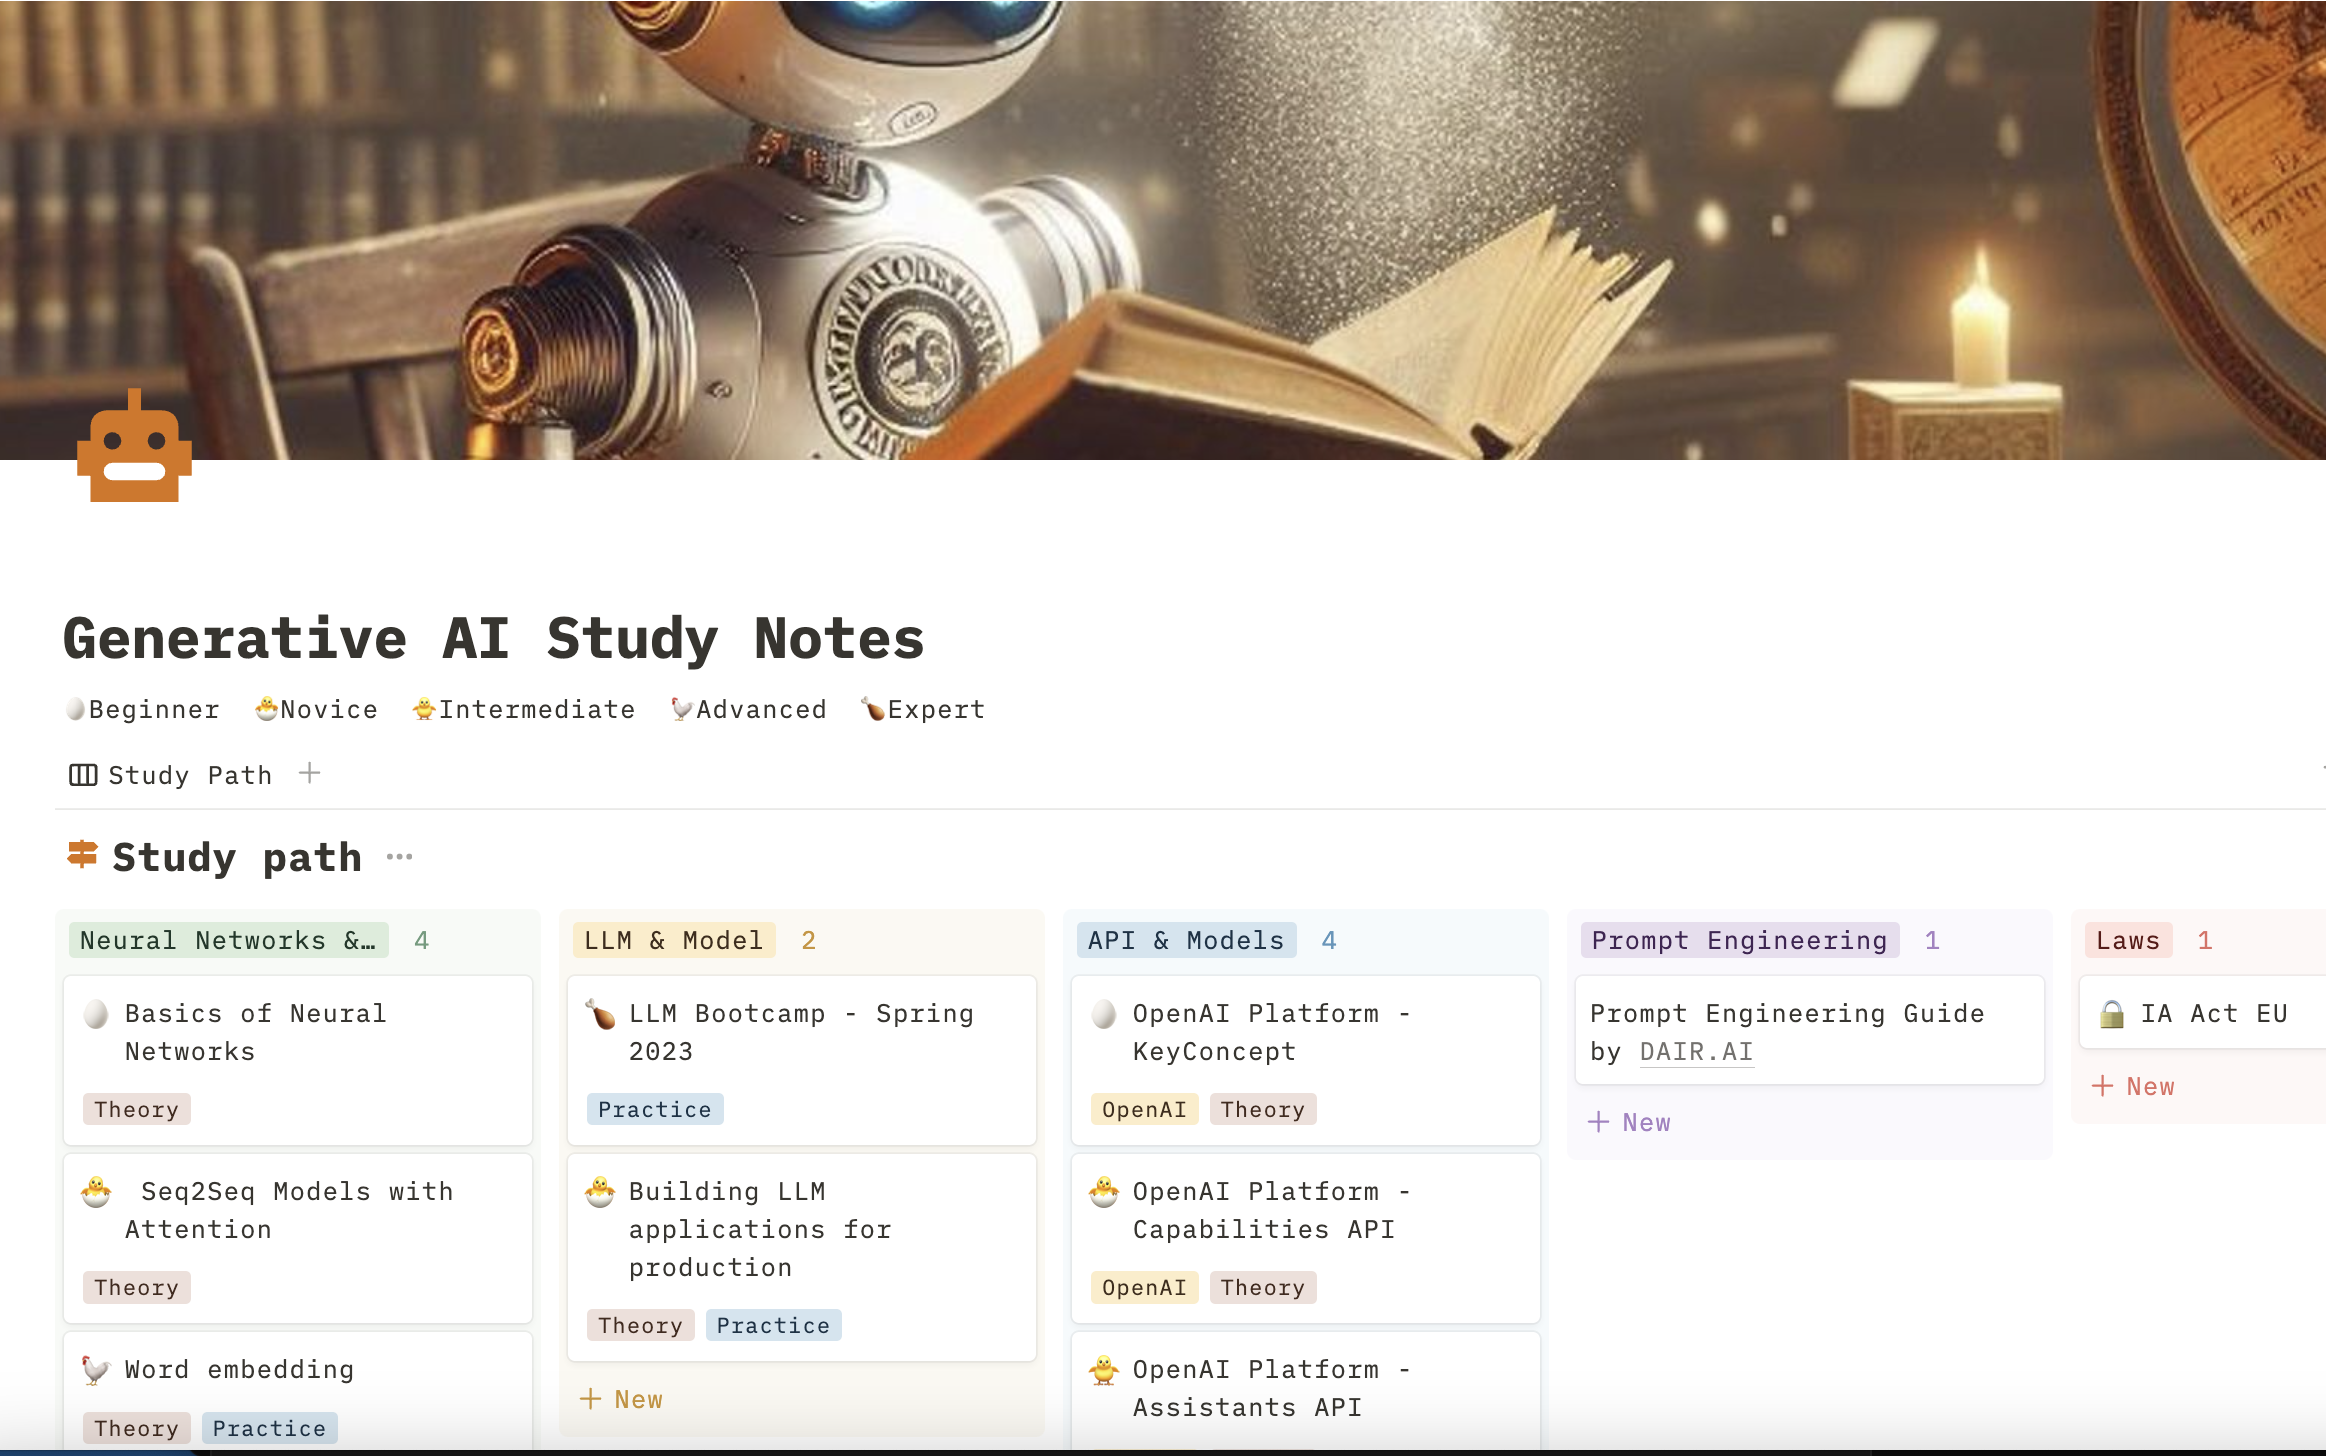 Generative AI Study Notes
🥚Beginner 🐣Novice 🐥Intermediate 🐓Advanced 🍗Expert
Study Path
Study path
Neural Networks &… 4
Basics of Neural
Networks
Theory
Seq2Seq Models with
Attention
Theory
Word embedding
Theory Practice
LLM & Model 2
LLM Bootcamp - Spring
2023
Practice
Building LLM
applications for
production
Theory Practice
+ New
API & Models 4
OpenAI Platform -
KeyConcept
OpenAI Theory
OpenAI Platform -
Capabilities API
OpenAI Theory
OpenAI Platform -
Assistants API
Prompt Engineering 1
Prompt Engineering Guide
by DAIR.AI
+ New
Laws 1
IA Act EU
+ New